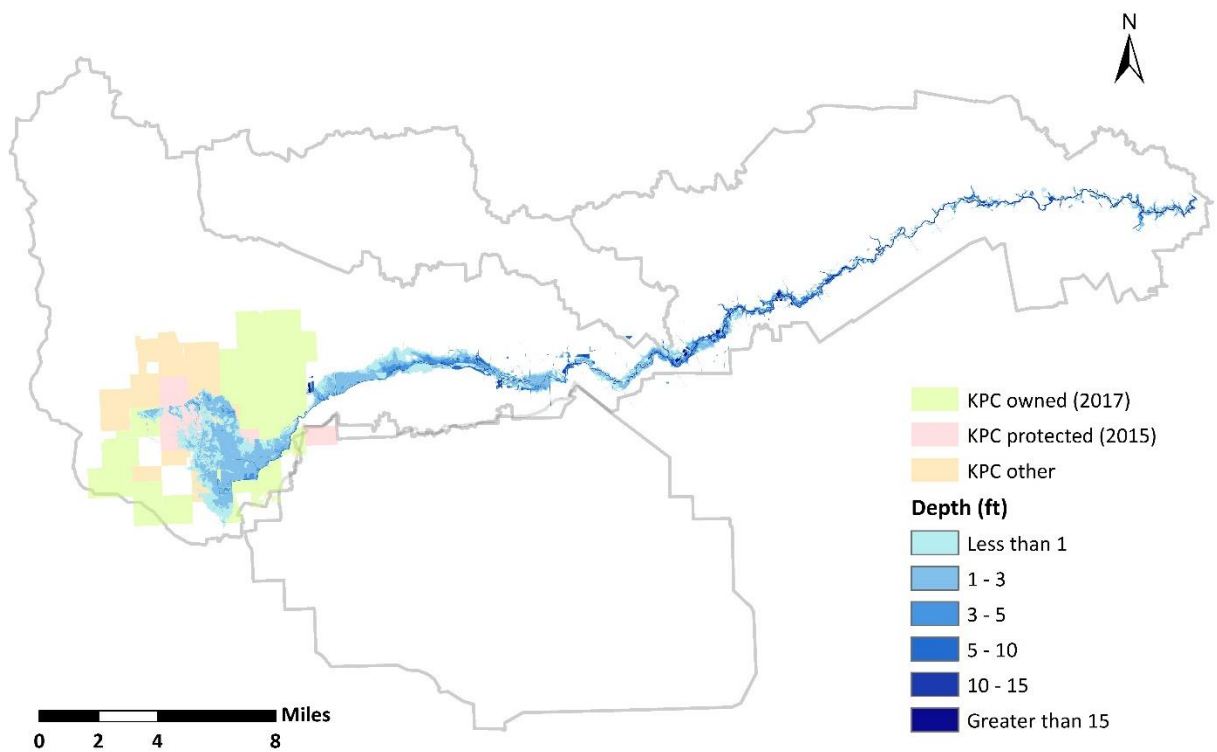 N
KPC owned (2017)
KPC protected (2015)
KPC other
Depth (ft)
Less than 1
1 - 3
3 - 5
5 - 10
10 - 15
Greater than 15
Miles
0 2 4 8